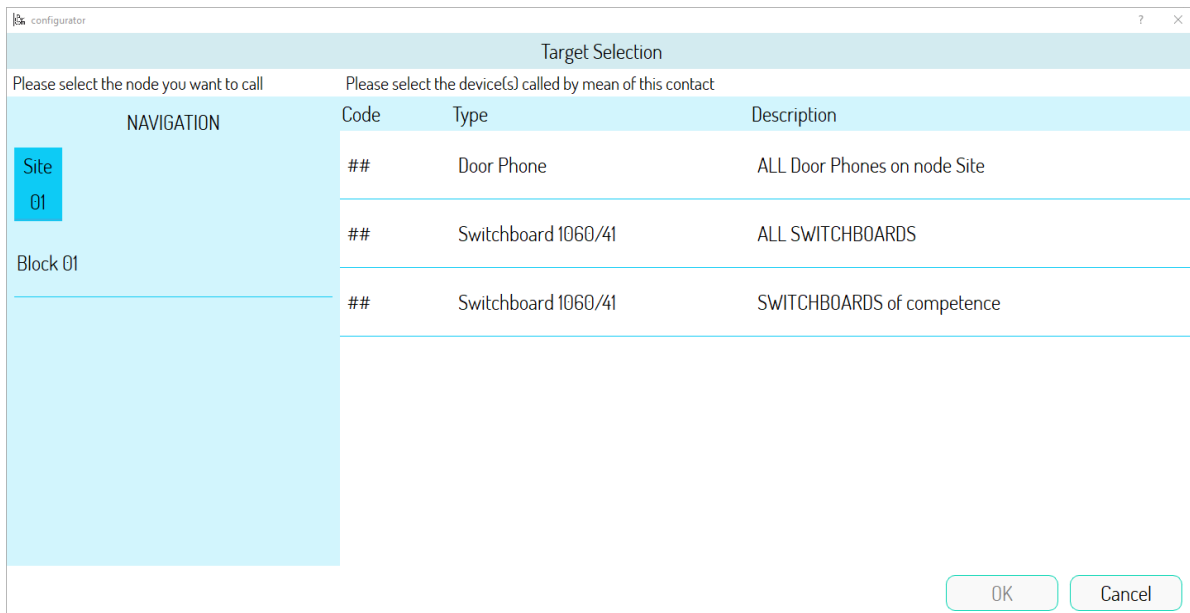 configurator
?
Target Selection
Please select the node you want to call
Please select the device(s) called by mean of this contact
NAVIGATION
Site
01
Block 01
Code Type Description
## Door Phone ALL Door Phones on node Site
## Switchboard 1060/41 ALL SWITCHBOARDS
## Switchboard 1060/41 SWITCHBOARDS of competence
OK Cancel